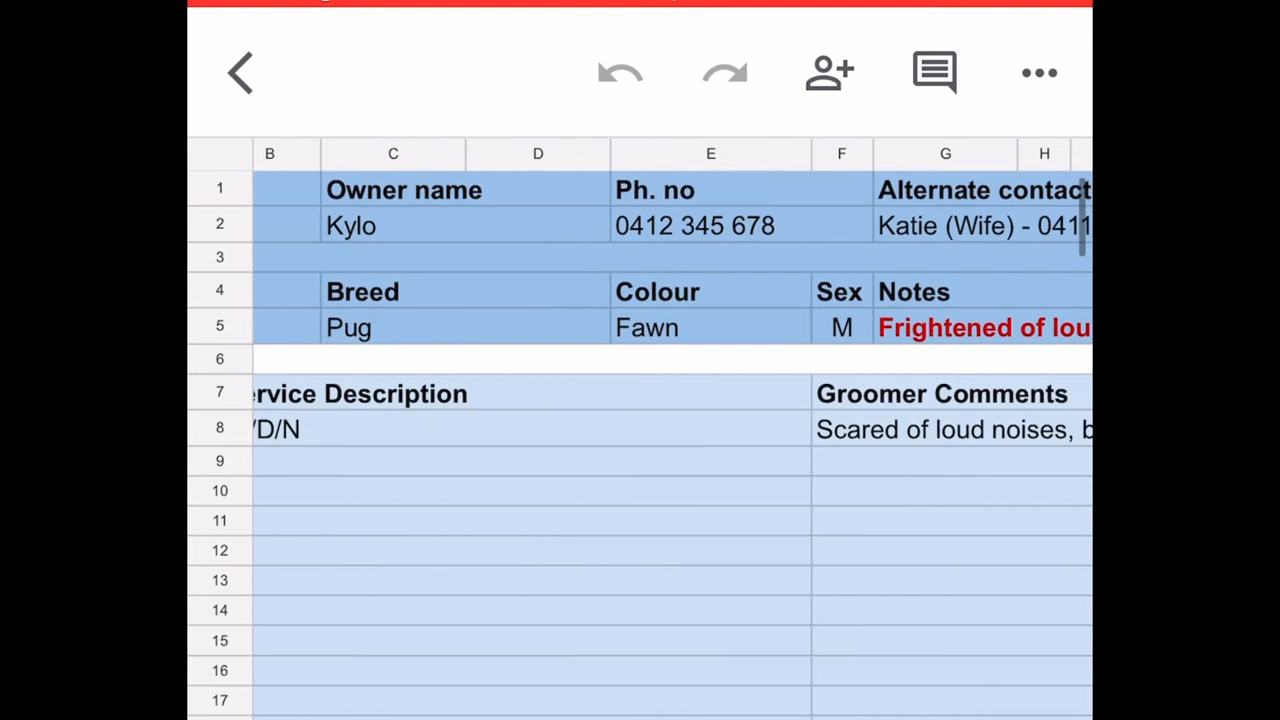 B C D E F G H
1 Owner name Ph. no Alternate contact
2 Kylo 0412 345 678 Katie (Wife) - 0411
3
4 Breed Colour Sex Notes
5 Pug Fawn M Frightened of lou
6
7 ervice Description Groomer Comments
8 /D/N Scared of loud noises, b
9
10
11
12
13
14
15
16
17